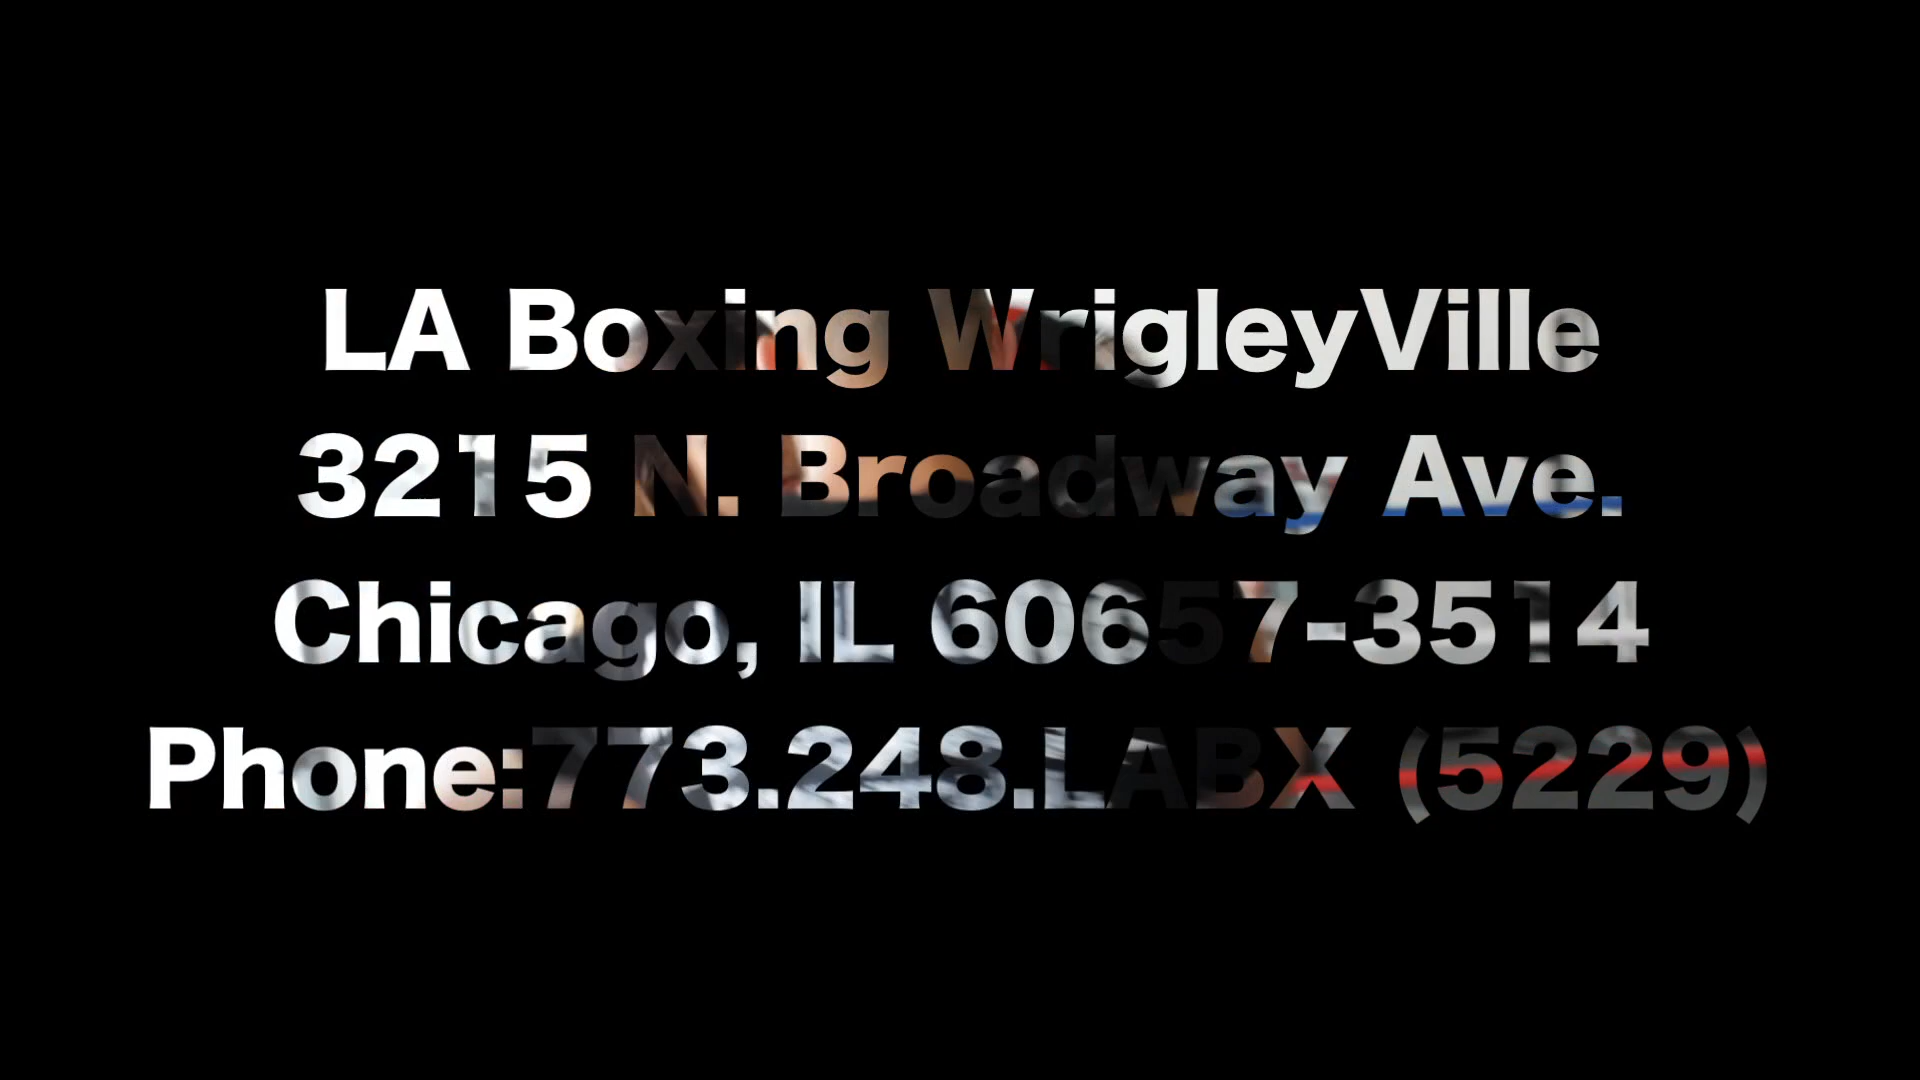 LA Boxing WrigleyVille
3215 N. Broadway Ave.
Chicago, IL 60657-3514
Phone:773.248.LABX (5229)